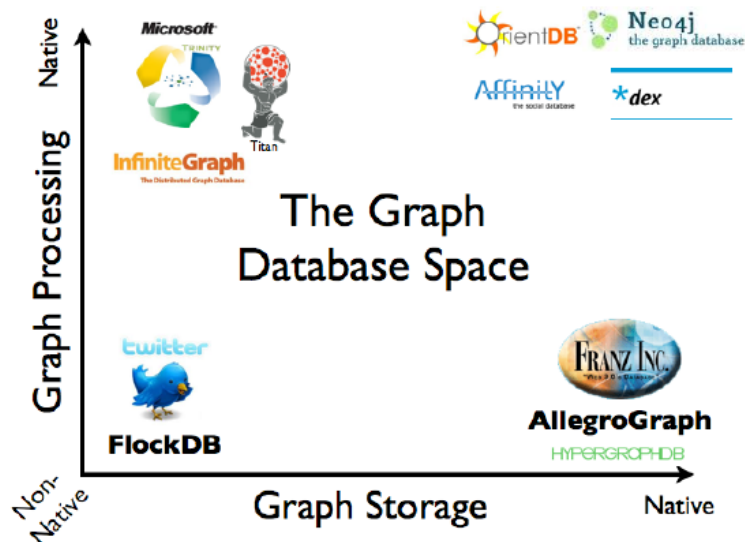 Microsoft
TRINITY
Titan
InfiniteGraph
The Distributed Graph Database
OrientDB
Neo4j
the graph database
AffinitY
the social database
*dex
The Graph
Database Space
Native
Graph Processing
twitter
FlockDB
FRANZ INC.
AllegroGraph
HYPERGRAPHDB
Non-
Native
Graph Storage
Native